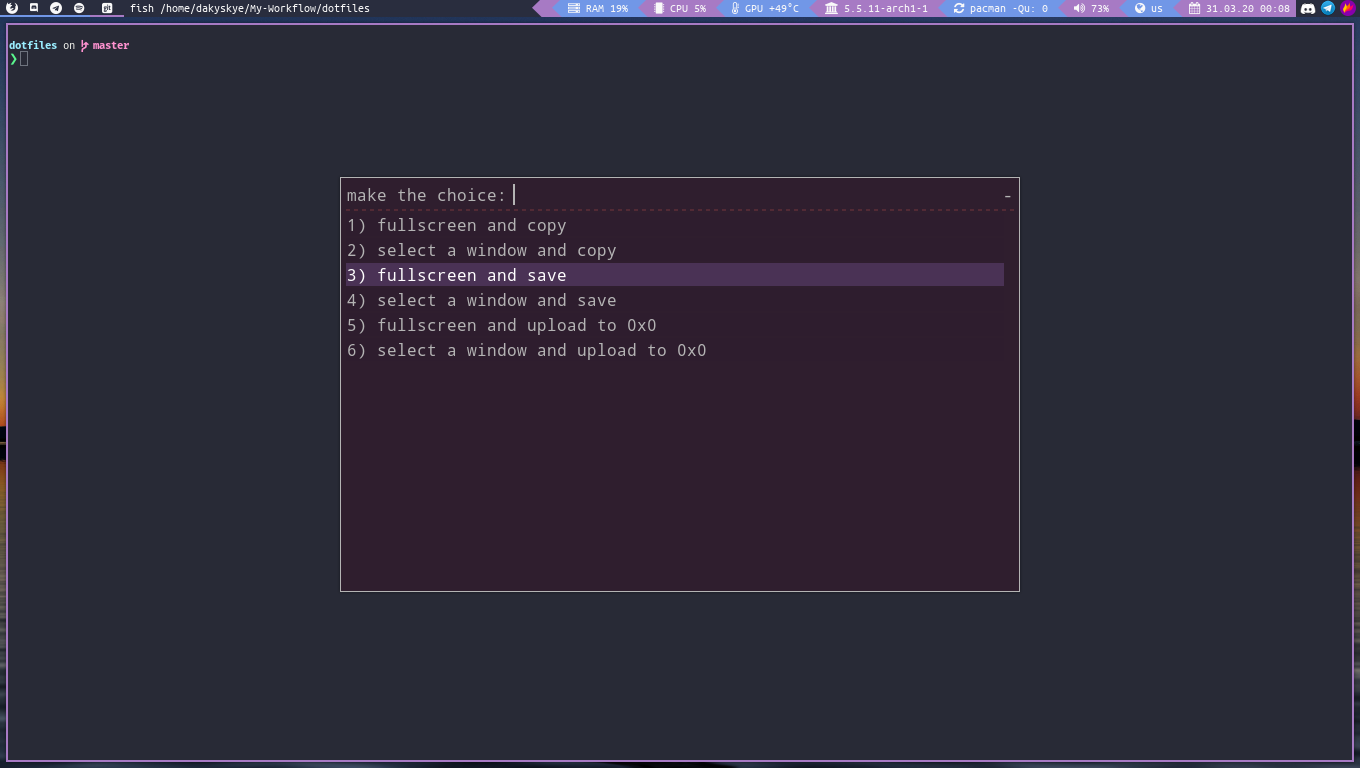 fish /home/dakyskye/My-Workflow/dotfiles RAM 19% CPU 5% GPU +49°C 5.5.11-arch1-1 pacman -Qu: 0 73% us 31.03.20 00:08
dotfiles on master
❯
make the choice: -
1) fullscreen and copy
2) select a window and copy
3) fullscreen and save
4) select a window and save
5) fullscreen and upload to 0x0
6) select a window and upload to 0x0